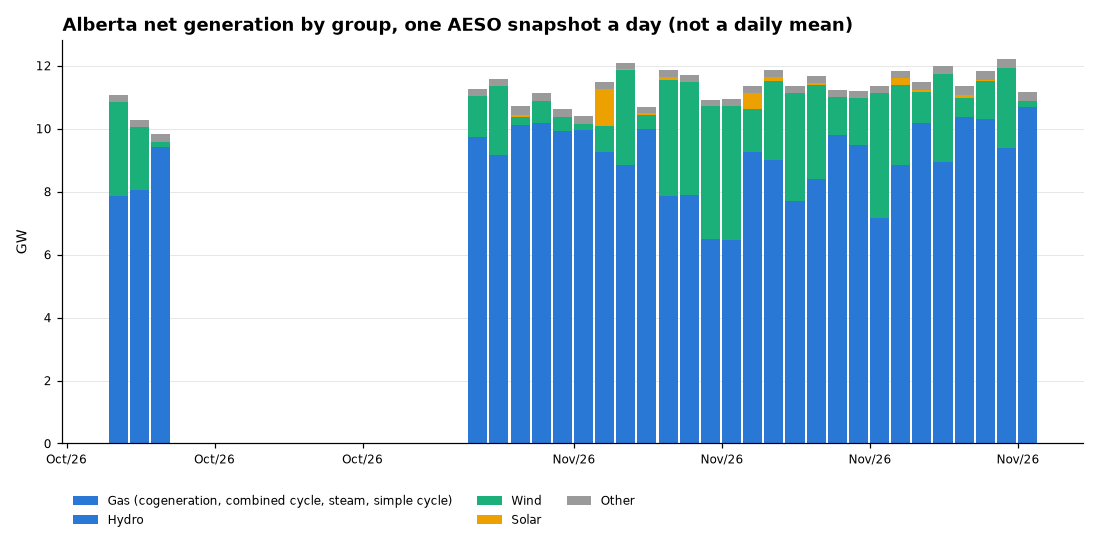 Alberta net generation by group, one AESO snapshot a day (not a daily mean)
12
10
8
6
4
2
0
GW
Oct/26 Oct/26 Oct/26 Nov/26 Nov/26 Nov/26 Nov/26
Gas (cogeneration, combined cycle, steam, simple cycle) Wind Other
Hydro Solar